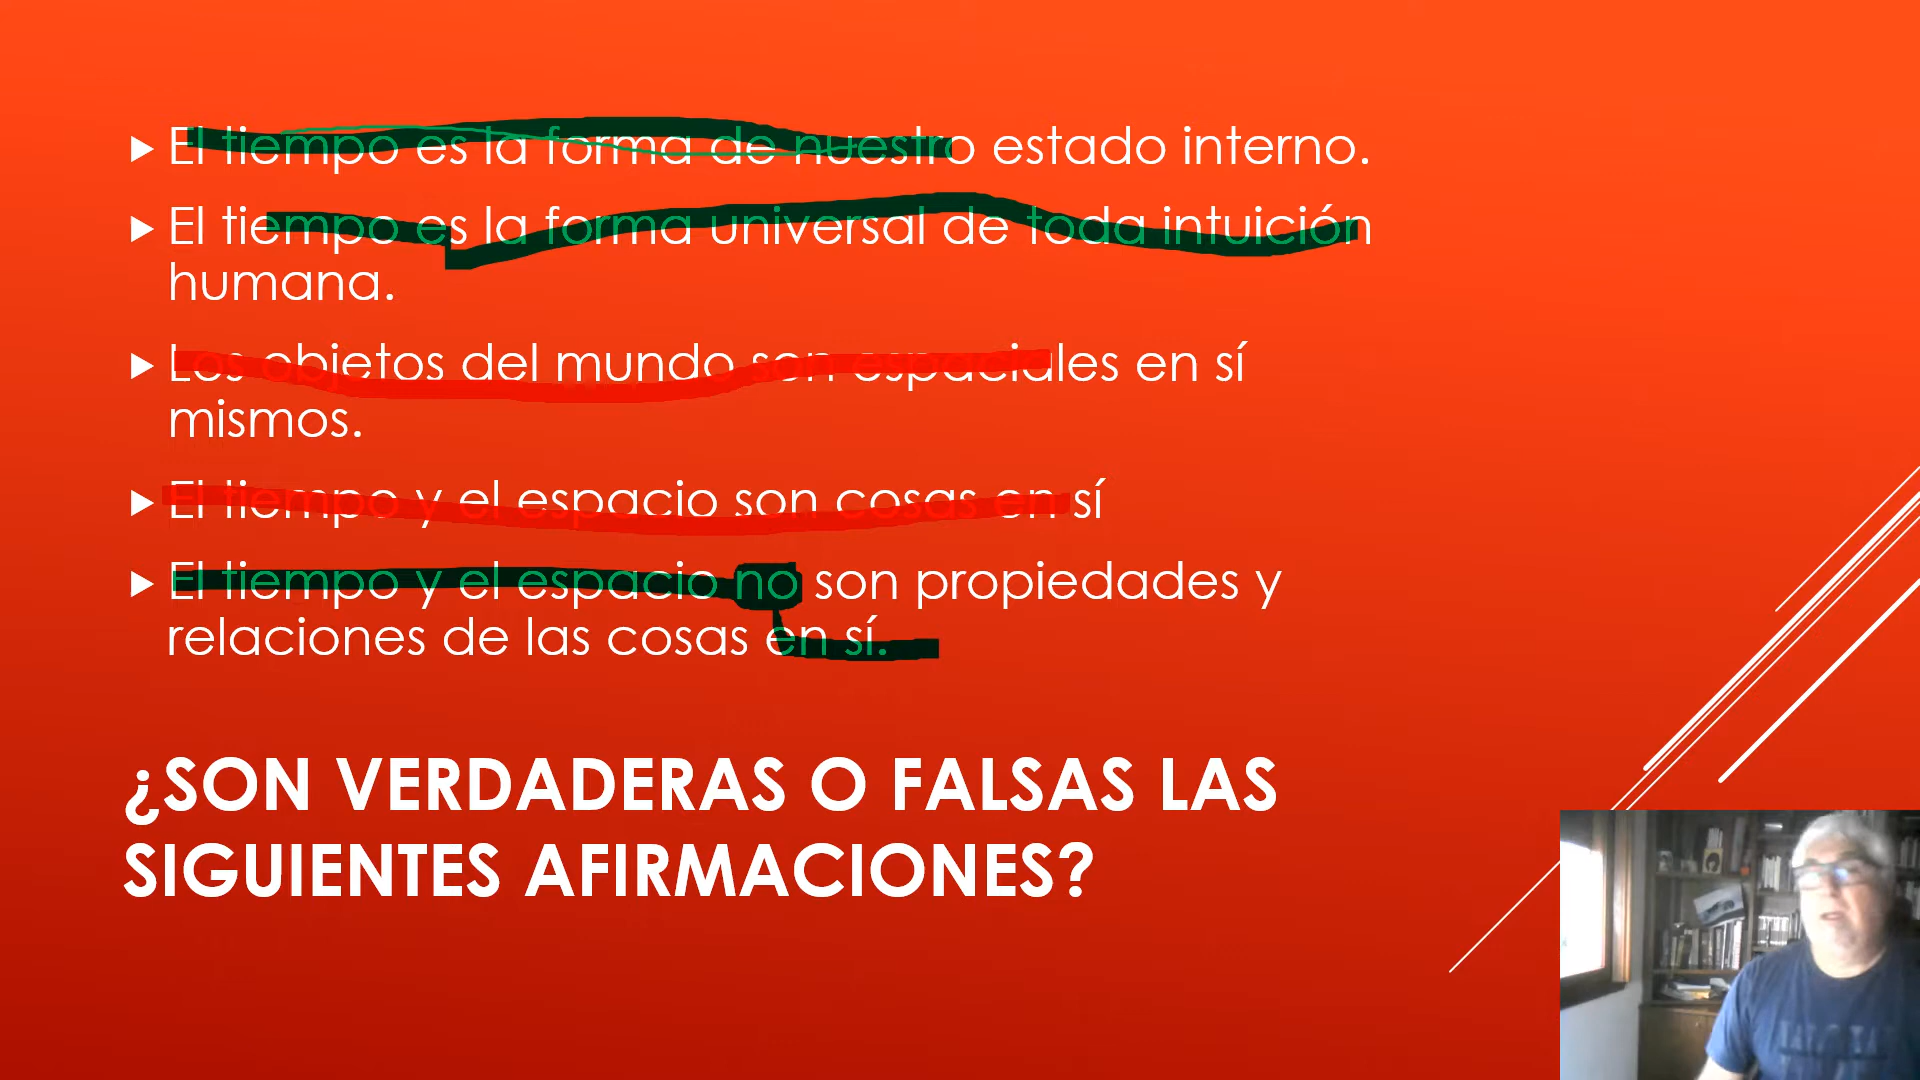 El tiempo es la forma de nuestro estado interno.
El tiempo es la forma universal de toda intuición
humana.
Los objetos del mundo son espaciales en sí
mismos.
El tiempo y el espacio son cosas en sí
El tiempo y el espacio no son propiedades y
relaciones de las cosas en sí.
¿SON VERDADERAS O FALSAS LAS
SIGUIENTES AFIRMACIONES?